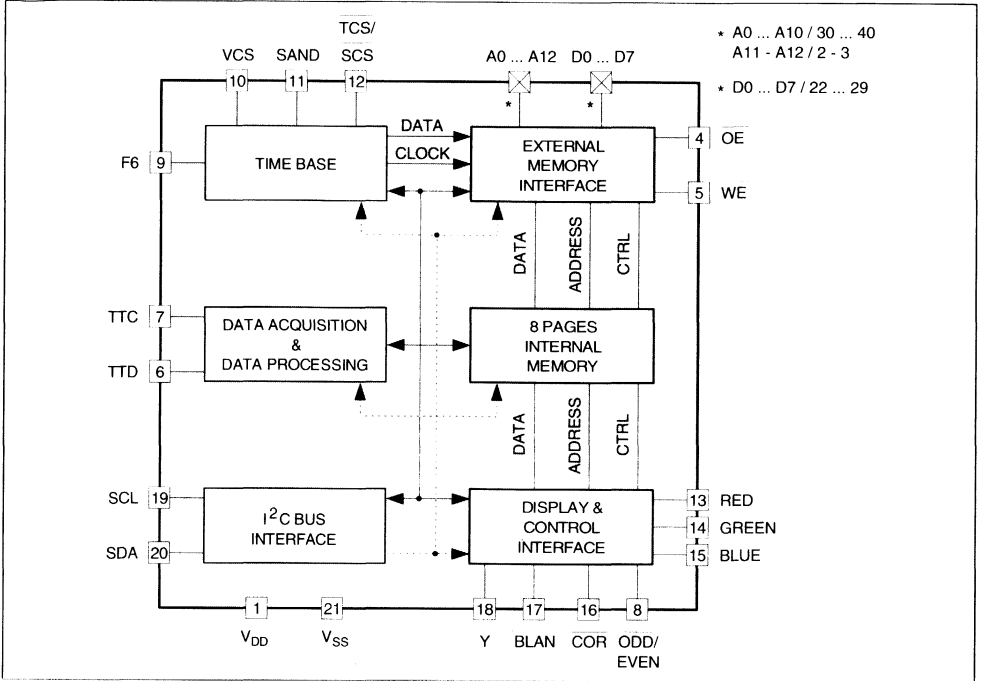 TCS/
SCS
VCS
SAND
A0 ... A12
D0 ... D7
* A0 ... A10 / 30 ... 40
A11 - A12 / 2 - 3
* D0 ... D7 / 22 ... 29
10
11
12
*
*
F6
9
TIME BASE
DATA
CLOCK
EXTERNAL
MEMORY
INTERFACE
4
OE
5
WE
DATA
ADDRESS
CTRL
TTC
7
TTD
6
DATA ACQUISITION
&
DATA PROCESSING
8 PAGES
INTERNAL
MEMORY
DATA
ADDRESS
CTRL
SCL
19
SDA
20
I²C BUS
INTERFACE
DISPLAY &
CONTROL
INTERFACE
13
RED
14
GREEN
15
BLUE
1
21
18
17
16
8
VDD
VSS
Y
BLAN
COR
ODD/
EVEN